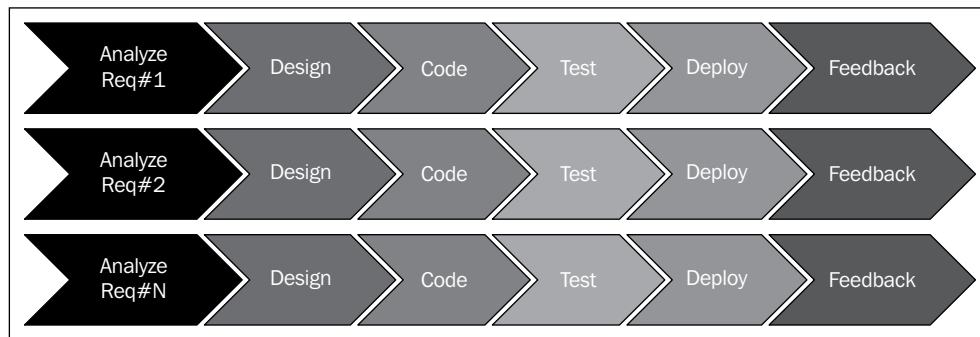 Analyze
Req#1
Design
Code
Test
Deploy
Feedback
Analyze
Req#2
Design
Code
Test
Deploy
Feedback
Analyze
Req#N
Design
Code
Test
Deploy
Feedback